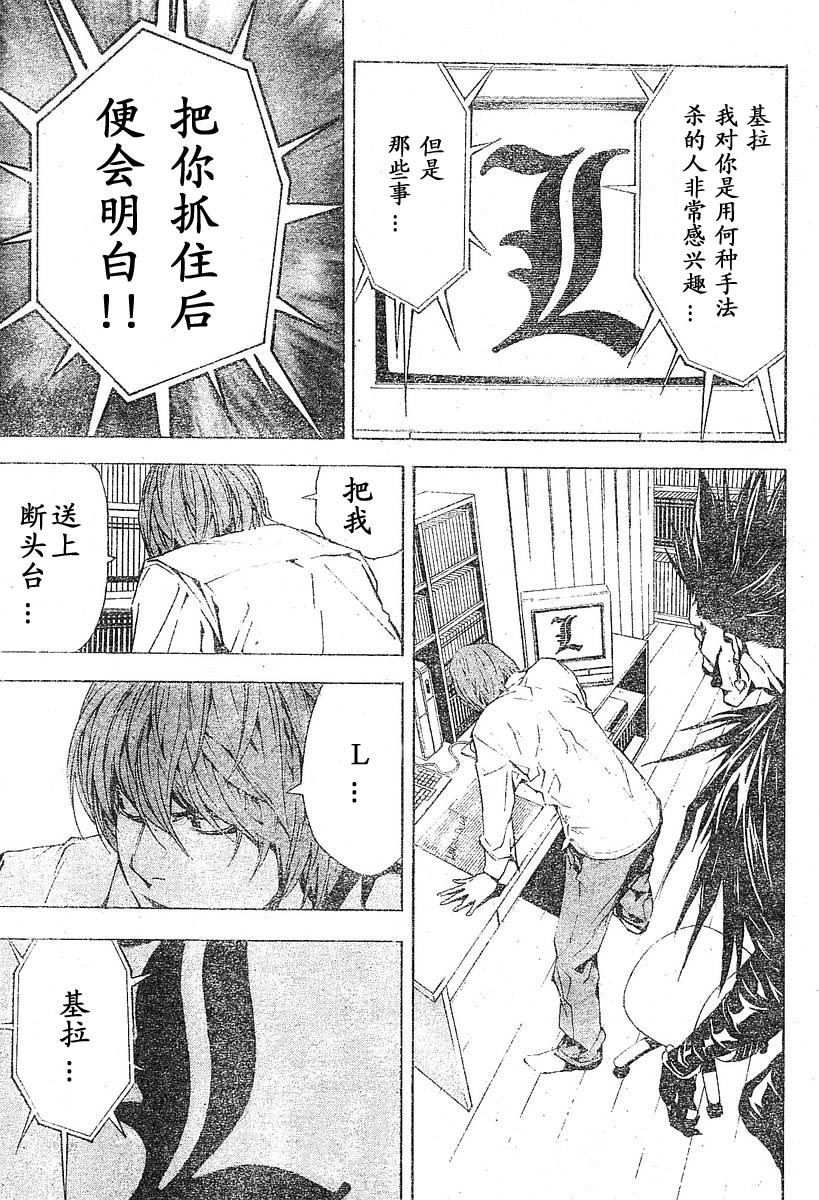 基拉
我对你是用何种手法
杀的人非常感兴趣…
L
但是
那些事…
把你抓住后
便会明白!!
L
把我
送上
断头台…
L…
基拉…